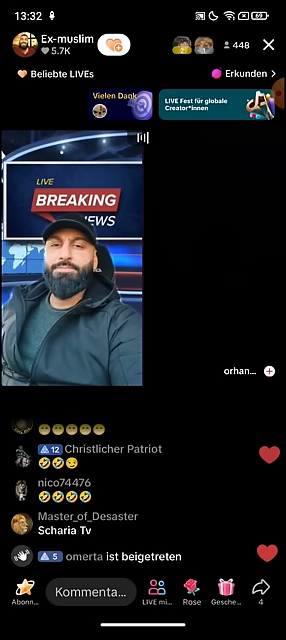 13:32
69
Ex-muslim
5.7K
448
Beliebte LIVEs
Erkunden >
Vielen Dank
LIVE Fest für globale
Creator*innen
LIVE
BREAKING
NEWS
orhan...
12 Christlicher Patriot
nico74476
Master_of_Desaster
Scharia Tv
5 omerta ist beigetreten
Abonn...
Kommenta...
LIVE mi...
Rose
Gesche...
4